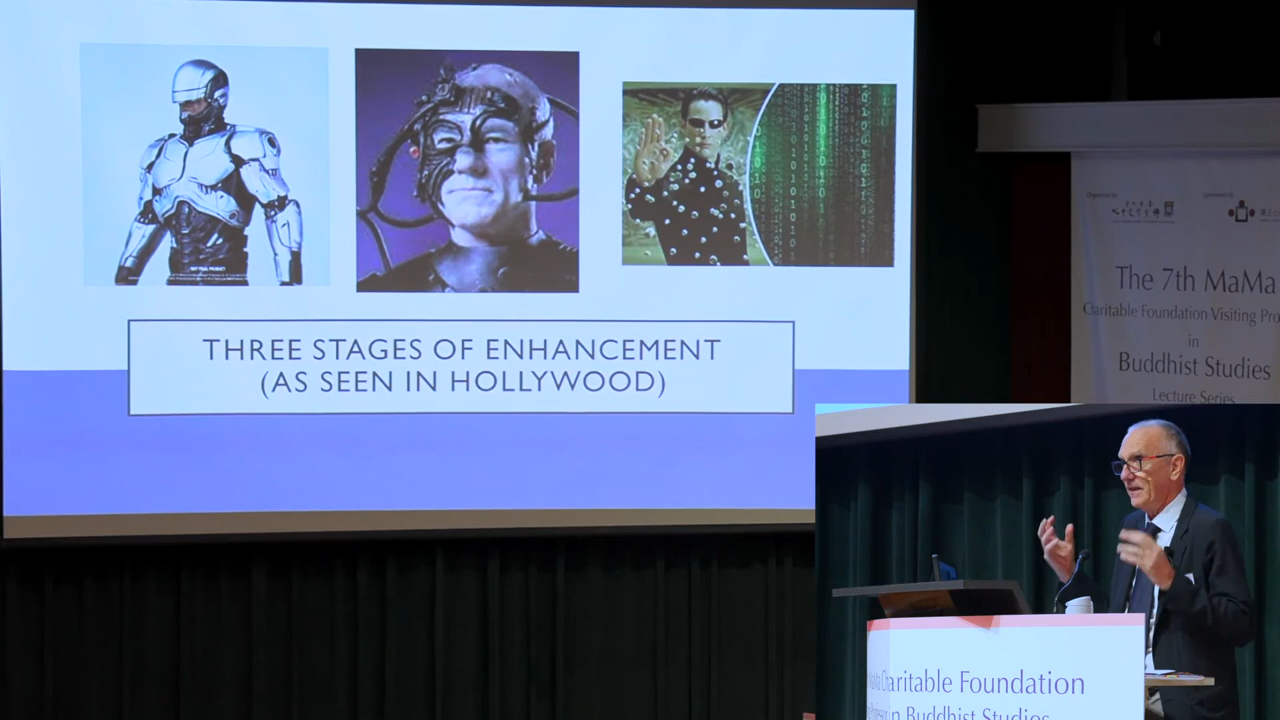 THREE STAGES OF ENHANCEMENT
(AS SEEN IN HOLLYWOOD)
The 7th MaMa
Charitable Foundation Visiting Pro
in
Buddhist Studies
Lecture Series
Charitable Foundation
in Buddhist Studies